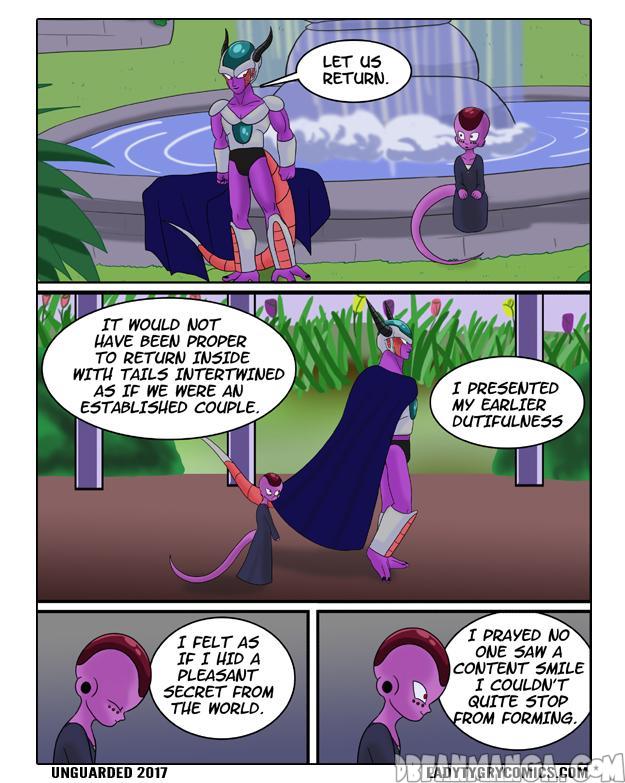 LET US
RETURN.
IT WOULD NOT
HAVE BEEN PROPER
TO RETURN INSIDE
WITH TAILS INTERTWINED
AS IF WE WERE AN
ESTABLISHED COUPLE.
I PRESENTED
MY EARLIER
DUTIFULNESS
I FELT AS
IF I HID A
PLEASANT
SECRET FROM
THE WORLD.
I PRAYED NO
ONE SAW A
CONTENT SMILE
I COULDN'T
QUITE STOP
FROM FORMING.
UNGUARDED 2017
LADYTYGRYCOMICS.COM
DBFANMANGA.COM